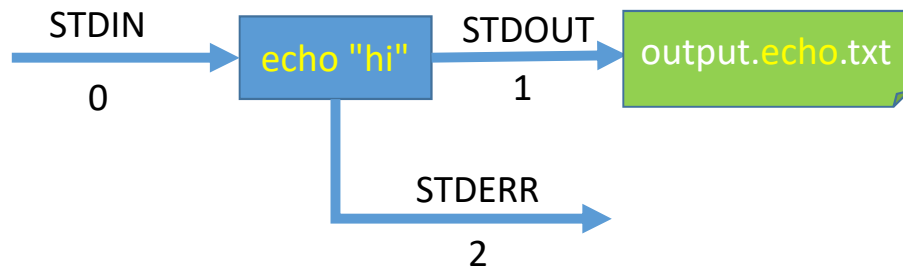 STDIN
0
echo "hi"
STDOUT
1
output.echo.txt
STDERR
2